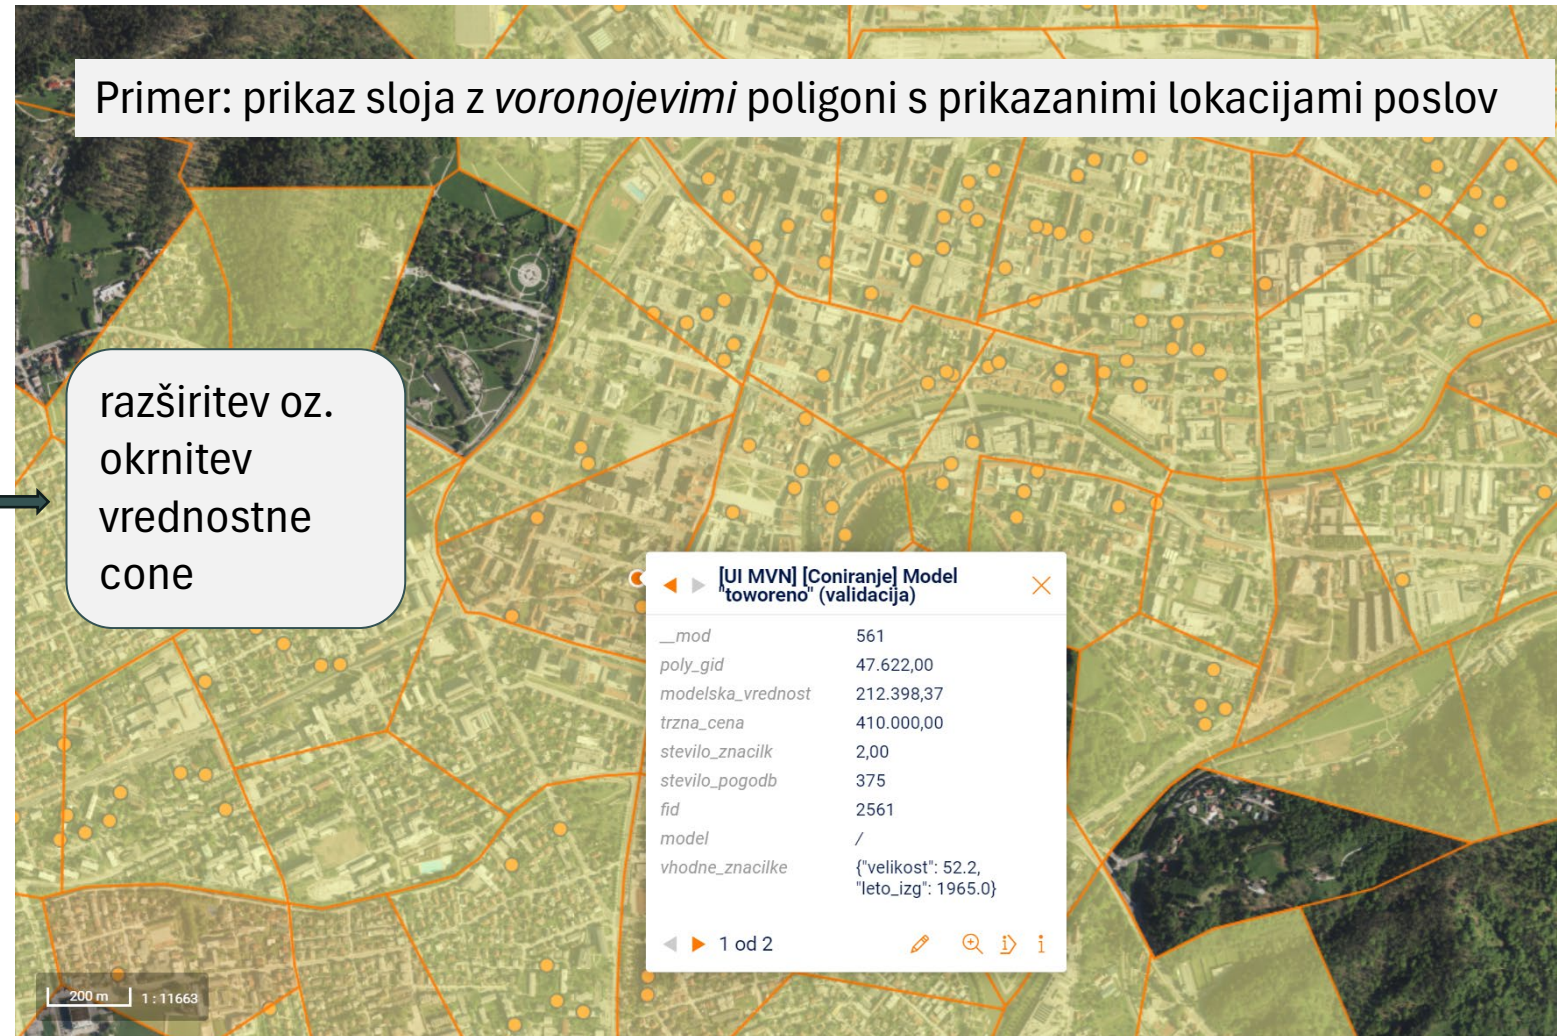 Primer: prikaz sloja z voronojevimi poligoni s prikazanimi lokacijami poslov
razširitev oz.
okrnitev
vrednostne
cone
[UI MVN] [Coniranje] Model
"toworeno" (validacija)
__mod 561
poly_gid 47.622,00
modelska_vrednost 212.398,37
trzna_cena 410.000,00
stevilo_znacilk 2,00
stevilo_pogodb 375
fid 2561
model /
vhodne_znacilke {"velikost": 52.2,
"leto_izg": 1965.0}
1 od 2
200 m 1 : 11663